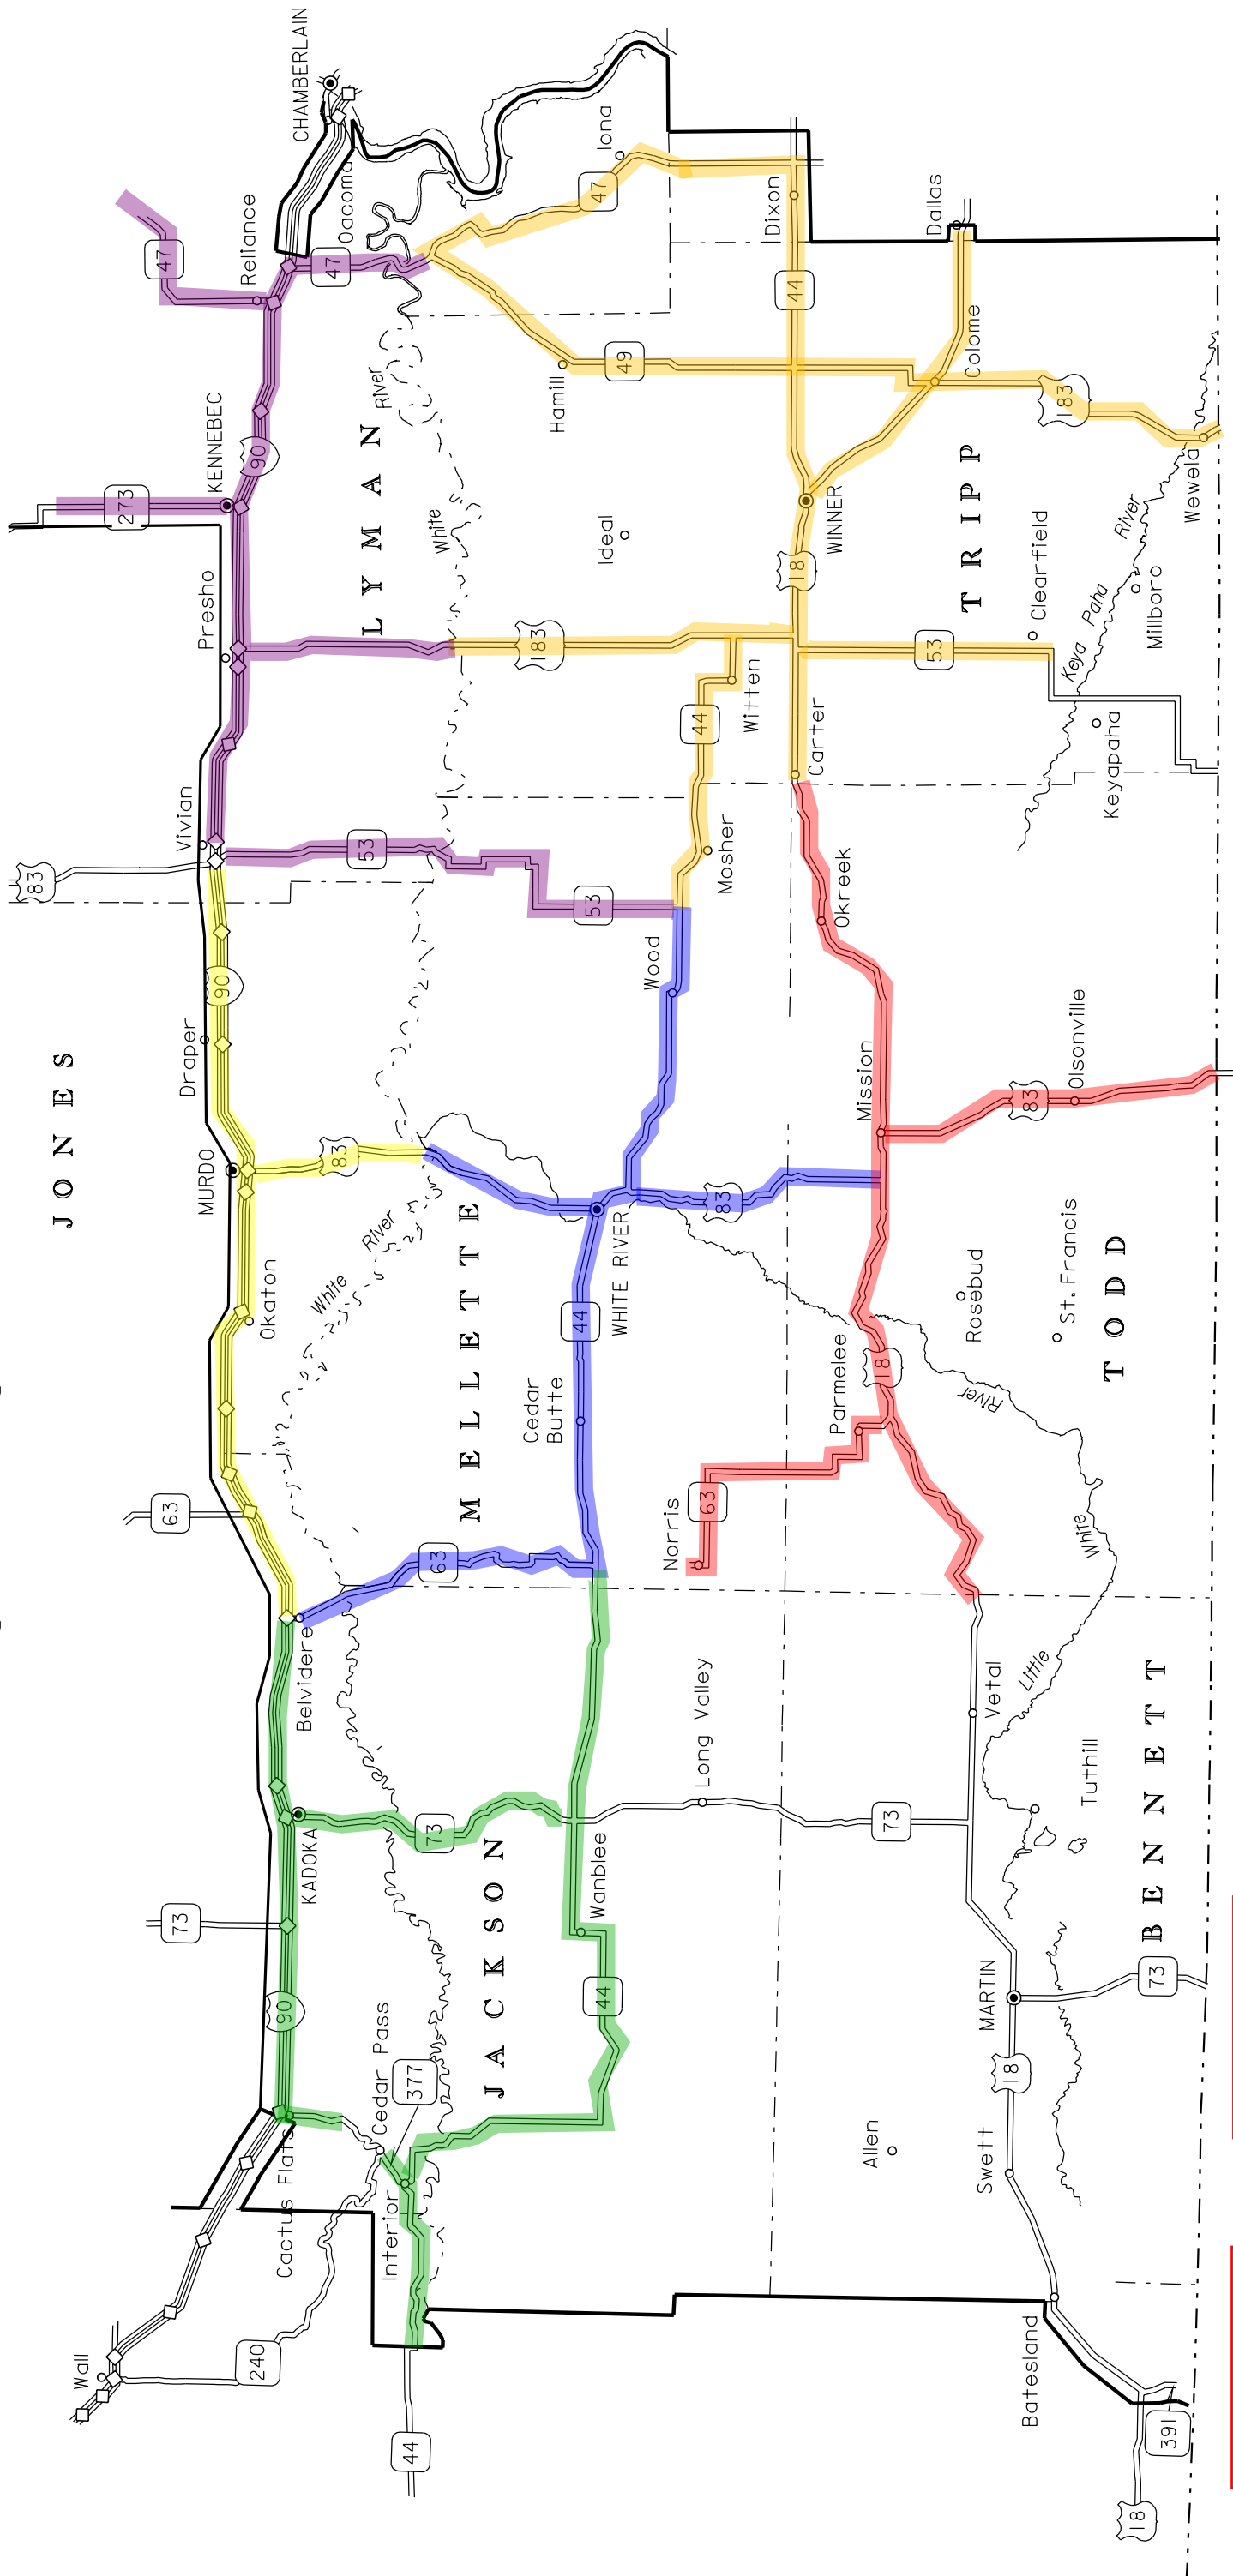 JONES
83
Wall
47
273
63
73
Draper
MURDO
Vivian
Presho
KENNEBEC
90
Reliance
240
Okaton
90
Cactus Flats
90
Belvidere
KADOKA
CHAMBERLAIN
47
Oacoma
White River
83
53
LYMAN
White River
Interior
Cedar Pass
44
377
73
63
MELLETTE
JACKSON
Cedar
Butte
183
Hamill
44
44
Wanblee
53
47
Iona
Ideal
WHITE RIVER
49
Wood
Norris
63
Long Valley
83
44
Mosher
Witten
Dixon
44
18
Carter
WINNER
Okreek
Parmelee
Mission
18
73
Allen
53
Dallas
TRIPP
Colome
Rosebud
River
Swett
MARTIN
Vetal
18
Batesland
Little White
83
Clearfield
St. Francis
Olsonville
183
Keya Paha River
Tuthill
TODD
Keyapaha
Millboro
18
391
73
BENNETT
Wewela